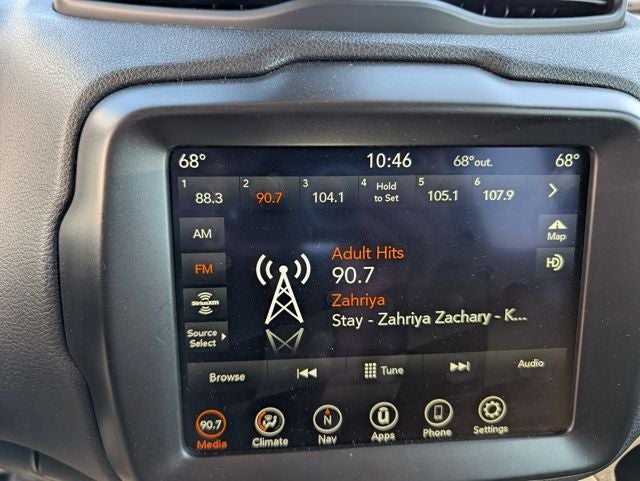 68° 10:46 68°out. 68°
1 2 3 4 Hold 5 6
88.3 90.7 104.1 to Set 105.1 107.9
AM
Map
FM
HD
Adult Hits
90.7
SiriusXM
Zahriya
Stay - Zahriya Zachary - K...
Source
Select
Browse Tune Audio
90.7 N
Media Climate Nav Apps Phone Settings